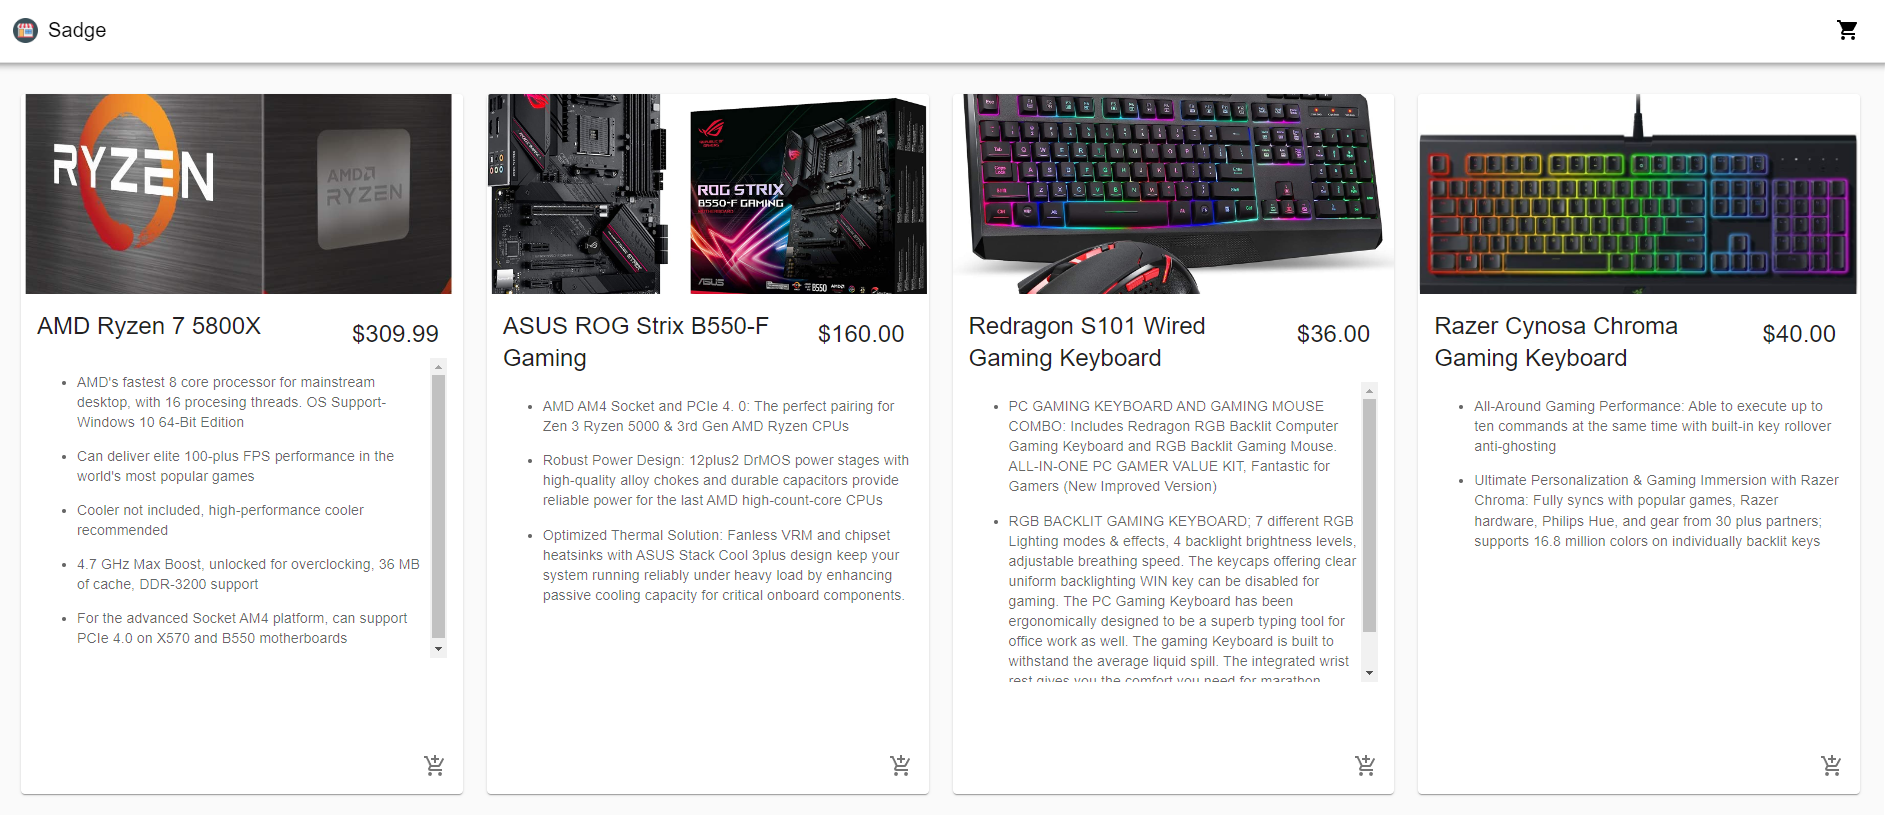 Sadge
RYZEN
AMD
RYZEN
ROG STRIX
B550-F GAMING
ASUS
B550
AMD Ryzen 7 5800X
$309.99
AMD's fastest 8 core processor for mainstream
desktop, with 16 procesing threads. OS Support-
Windows 10 64-Bit Edition
Can deliver elite 100-plus FPS performance in the
world's most popular games
Cooler not included, high-performance cooler
recommended
4.7 GHz Max Boost, unlocked for overclocking, 36 MB
of cache, DDR-3200 support
For the advanced Socket AM4 platform, can support
PCIe 4.0 on X570 and B550 motherboards
ASUS ROG Strix B550-F
Gaming
$160.00
AMD AM4 Socket and PCIe 4. 0: The perfect pairing for
Zen 3 Ryzen 5000 & 3rd Gen AMD Ryzen CPUs
Robust Power Design: 12plus2 DrMOS power stages with
high-quality alloy chokes and durable capacitors provide
reliable power for the last AMD high-count-core CPUs
Optimized Thermal Solution: Fanless VRM and chipset
heatsinks with ASUS Stack Cool 3plus design keep your
system running reliably under heavy load by enhancing
passive cooling capacity for critical onboard components.
Redragon S101 Wired
Gaming Keyboard
$36.00
PC GAMING KEYBOARD AND GAMING MOUSE
COMBO: Includes Redragon RGB Backlit Computer
Gaming Keyboard and RGB Backlit Gaming Mouse.
ALL-IN-ONE PC GAMER VALUE KIT, Fantastic for
Gamers (New Improved Version)
RGB BACKLIT GAMING KEYBOARD; 7 different RGB
Lighting modes & effects, 4 backlight brightness levels,
adjustable breathing speed. The keycaps offering clear
uniform backlighting WIN key can be disabled for
gaming. The PC Gaming Keyboard has been
ergonomically designed to be a superb typing tool for
office work as well. The gaming Keyboard is built to
withstand the average liquid spill. The integrated wrist
rest gives you the comfort you need for marathon
Razer Cynosa Chroma
Gaming Keyboard
$40.00
All-Around Gaming Performance: Able to execute up to
ten commands at the same time with built-in key rollover
anti-ghosting
Ultimate Personalization & Gaming Immersion with Razer
Chroma: Fully syncs with popular games, Razer
hardware, Philips Hue, and gear from 30 plus partners;
supports 16.8 million colors on individually backlit keys